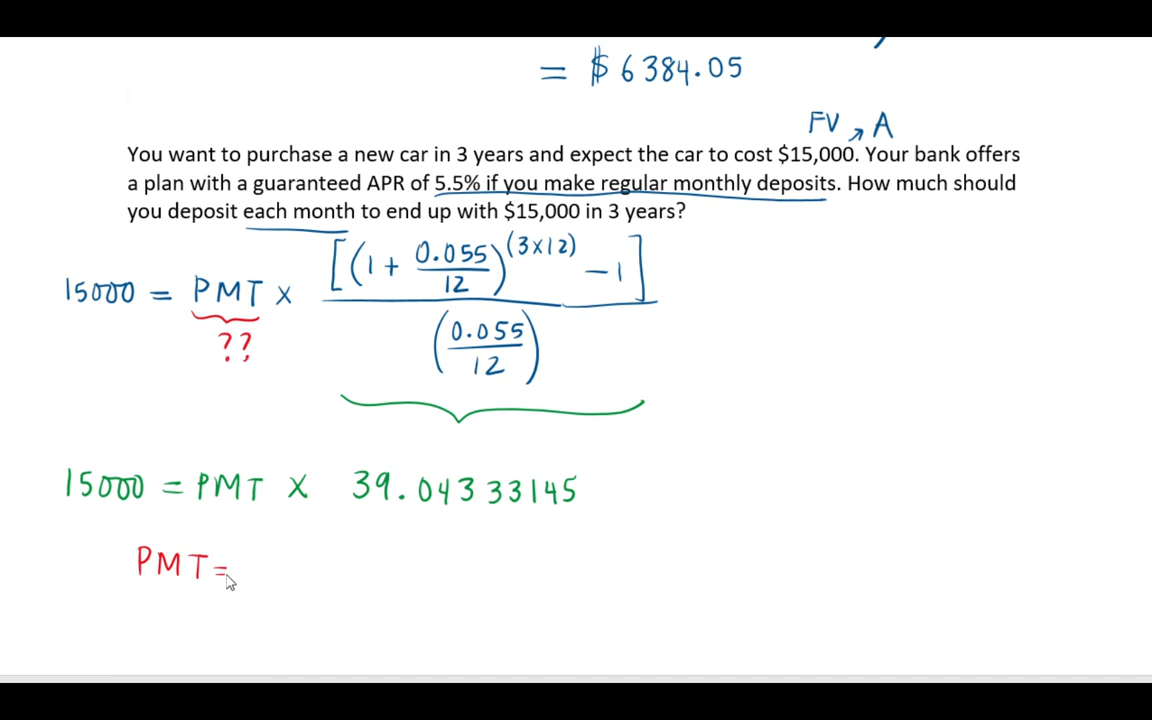 = $6384.05
FV, A
You want to purchase a new car in 3 years and expect the car to cost $15,000. Your bank offers
a plan with a guaranteed APR of 5.5% if you make regular monthly deposits. How much should
you deposit each month to end up with $15,000 in 3 years?
15000 = PMT × [(1 + 0.055/12)^(3×12) − 1] / (0.055/12)
??
15000 = PMT × 39.04333145
PMT=